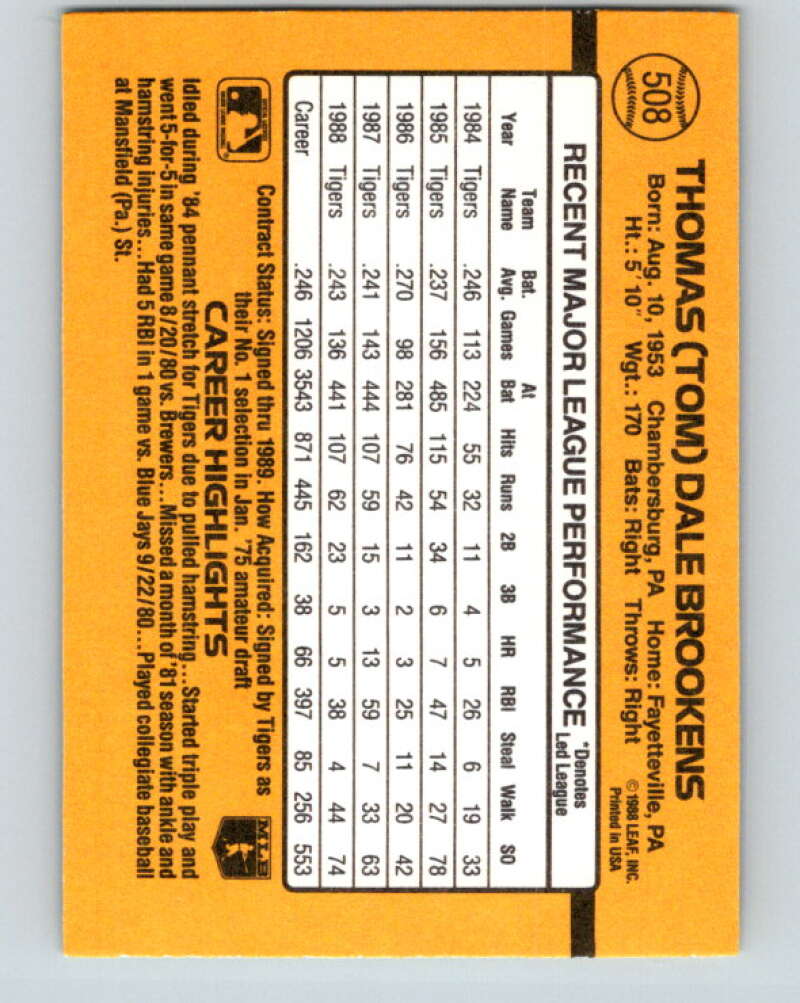 508
THOMAS (TOM) DALE BROOKENS
Born: Aug. 10, 1953 Chambersburg, PA Home: Fayetteville, PA
Ht.: 5' 10" Wgt.: 170 Bats: Right Throws: Right
© 1988 LEAF, INC.
Printed in USA
RECENT MAJOR LEAGUE PERFORMANCE
*Denotes
Led League
Year Team Name Bat. Avg. Games At Bat Hits Runs 2B 3B HR RBI Steal Walk SO
1984 Tigers .246 113 224 55 32 11 4 5 26 6 19 33
1985 Tigers .237 156 485 115 54 34 6 7 47 14 27 78
1986 Tigers .270 98 281 76 42 11 2 3 25 11 20 42
1987 Tigers .241 143 444 107 59 15 3 13 59 7 33 63
1988 Tigers .243 136 441 107 62 23 5 5 38 4 44 74
Career .246 1206 3543 871 445 162 38 66 397 85 256 553
Contract Status: Signed thru 1989. How Acquired: Signed by Tigers as
their No. 1 selection in Jan. '75 amateur draft
MLB
CAREER HIGHLIGHTS
Idled during '84 pennant stretch for Tigers due to pulled hamstring...Started triple play and
went 5-for-5 in same game 8/20/80 vs. Brewers...Missed a month of '81 season with ankle and
hamstring injuries...Had 5 RBI in 1 game vs. Blue Jays 9/22/80...Played collegiate baseball
at Mansfield (Pa.) St.